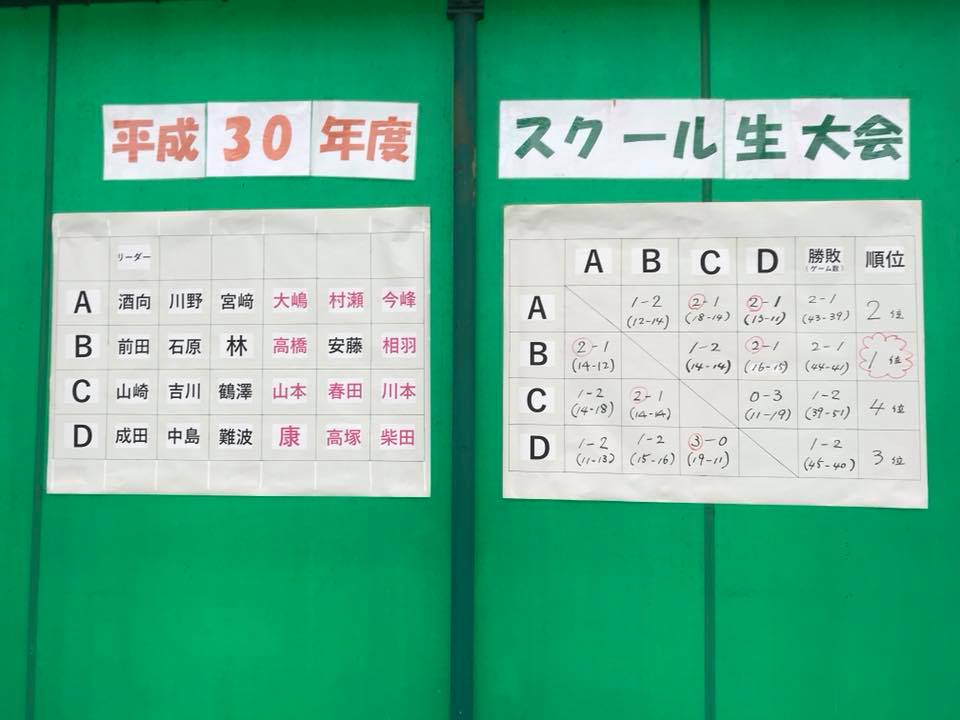 平成30年度
スクール生大会
リーダー
A 酒向 川野 宮﨑 大嶋 村瀬 今峰
B 前田 石原 林 高橋 安藤 相羽
C 山崎 吉川 鶴澤 山本 春田 川本
D 成田 中島 難波 康 高塚 柴田
A B C D 勝敗 順位
(ゲーム数)
A 1-2 2-1 2-1 2-1 2位
(12-14) (18-14) (13-11) (43-39)
B 2-1 1-2 2-1 2-1 1位
(14-12) (14-14) (16-15) (44-41)
C 1-2 2-1 0-3 1-2 4位
(14-18) (14-14) (11-19) (39-51)
D 1-2 1-2 3-0 1-2 3位
(11-13) (15-16) (19-11) (45-40)